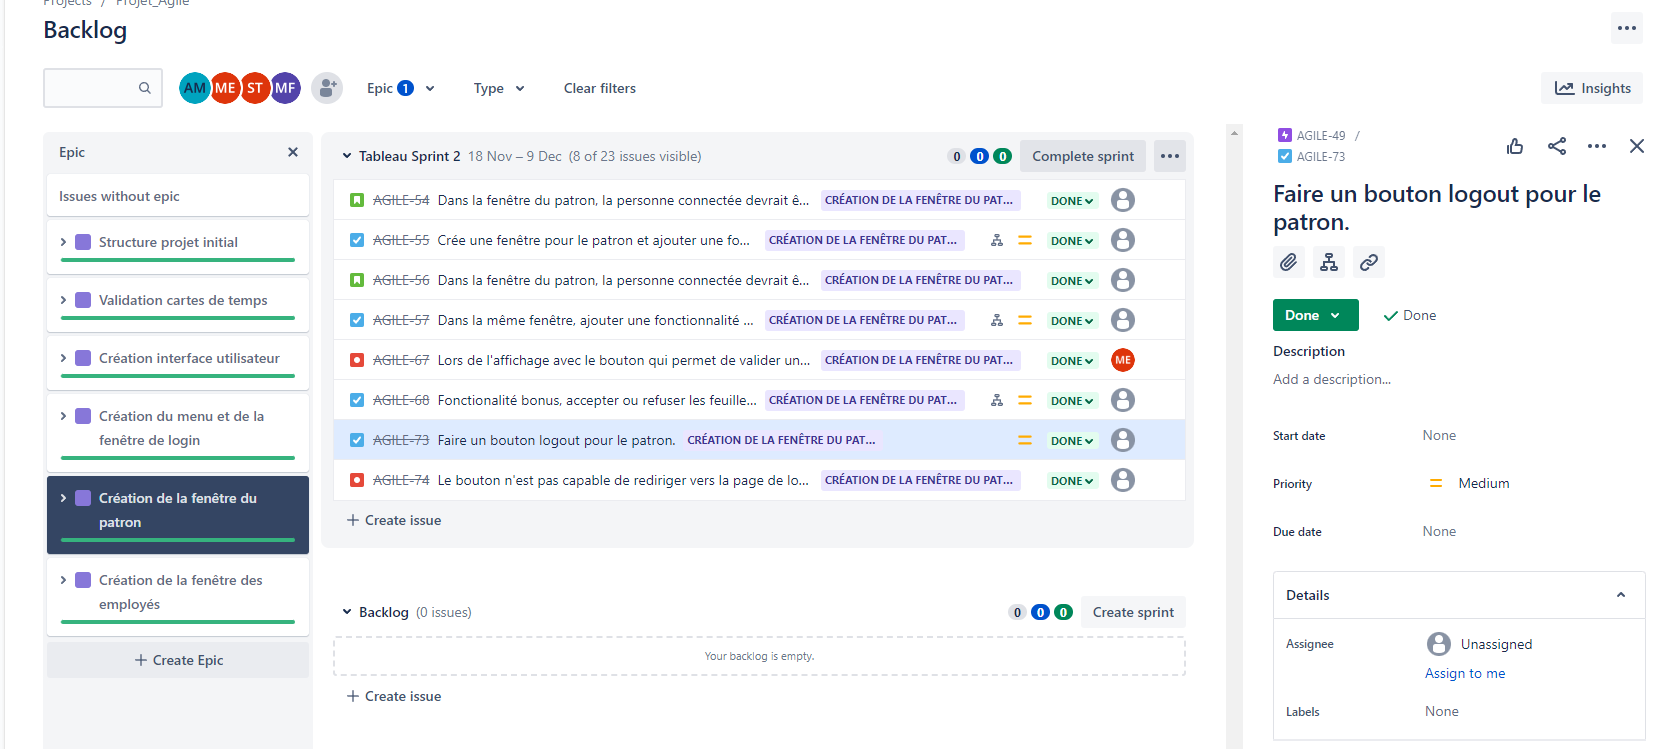 Projects / Projet_Agile
Backlog
AM ME ST MF
Epic 1
Type
Clear filters
Insights
Epic
Issues without epic
Structure projet initial
Validation cartes de temps
Création interface utilisateur
Création du menu et de la
fenêtre de login
Création de la fenêtre du
patron
Création de la fenêtre des
employés
+ Create Epic
Tableau Sprint 2 18 Nov – 9 Dec (8 of 23 issues visible) 0 0 0 Complete sprint
AGILE-54 Dans la fenêtre du patron, la personne connectée devrait ê... CRÉATION DE LA FENÊTRE DU PAT... DONE
AGILE-55 Crée une fenêtre pour le patron et ajouter une fo... CRÉATION DE LA FENÊTRE DU PAT... DONE
AGILE-56 Dans la fenêtre du patron, la personne connectée devrait ê... CRÉATION DE LA FENÊTRE DU PAT... DONE
AGILE-57 Dans la même fenêtre, ajouter une fonctionnalité ... CRÉATION DE LA FENÊTRE DU PAT... DONE
AGILE-67 Lors de l'affichage avec le bouton qui permet de valider un... CRÉATION DE LA FENÊTRE DU PAT... DONE ME
AGILE-68 Fonctionalité bonus, accepter ou refuser les feuille... CRÉATION DE LA FENÊTRE DU PAT... DONE
AGILE-73 Faire un bouton logout pour le patron. CRÉATION DE LA FENÊTRE DU PAT... DONE
AGILE-74 Le bouton n'est pas capable de rediriger vers la page de lo... CRÉATION DE LA FENÊTRE DU PAT... DONE
+ Create issue
Backlog (0 issues) 0 0 0 Create sprint
Your backlog is empty.
+ Create issue
AGILE-49 /
AGILE-73
Faire un bouton logout pour le
patron.
Done
Done
Description
Add a description...
Start date None
Priority Medium
Due date None
Details
Assignee Unassigned
Assign to me
Labels None